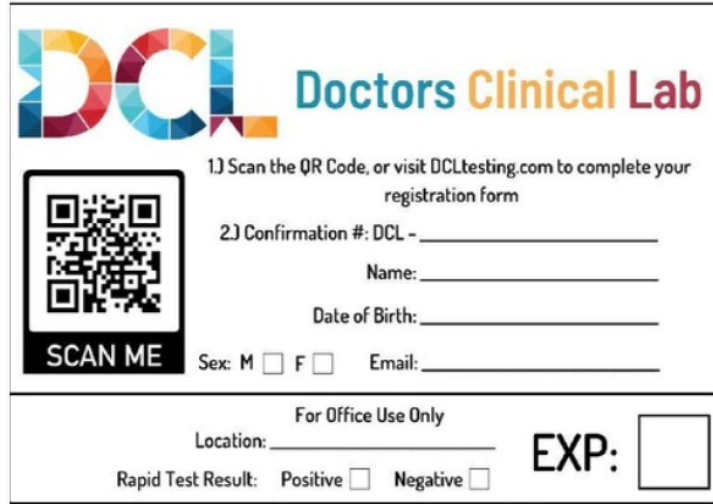 DCL Doctors Clinical Lab
1.) Scan the QR Code, or visit DCLtesting.com to complete your
registration form
2.) Confirmation #: DCL -
Name:
Date of Birth:
SCAN ME
Sex: M F Email:
For Office Use Only
Location:
Rapid Test Result: Positive Negative
EXP: